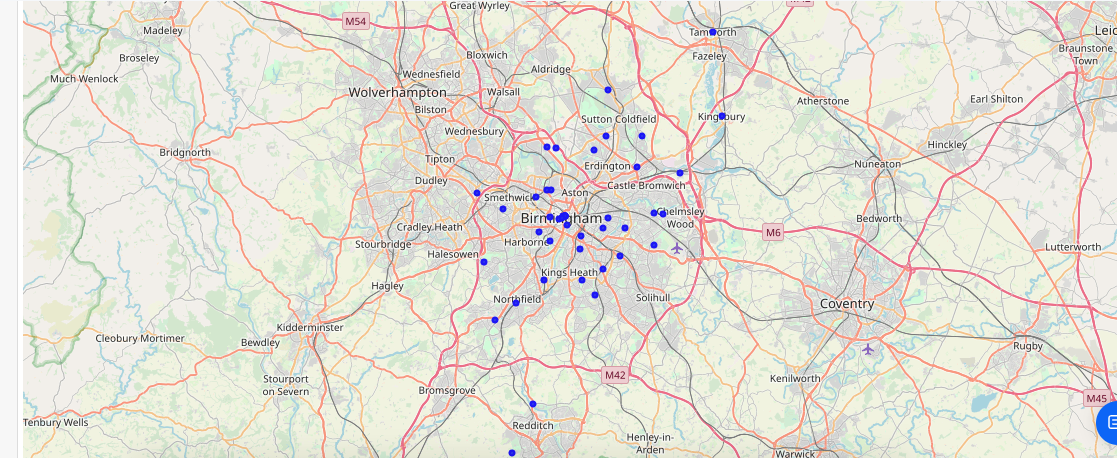 Great Wyrley
M54
Madeley
Tamworth
Leic
Broseley
Bloxwich
Fazeley
Braunstone
Town
Much Wenlock
Wednesfield
Aldridge
Wolverhampton
Walsall
Atherstone
Earl Shilton
Bilston
Sutton Coldfield
Kingsbury
Wednesbury
Hinckley
Bridgnorth
Tipton
Erdington
Nuneaton
Dudley
Castle Bromwich
Smethwick
Aston
Chelmsley
Wood
Birmingham
Bedworth
Cradley Heath
M6
Stourbridge
Harborne
Lutterworth
Halesowen
Kings Heath
Hagley
Northfield
Solihull
Coventry
Kidderminster
Cleobury Mortimer
Bewdley
Rugby
M42
Stourport
on Severn
Kenilworth
Bromsgrove
M45
Tenbury Wells
Redditch
Henley-in-
Arden
Warwick